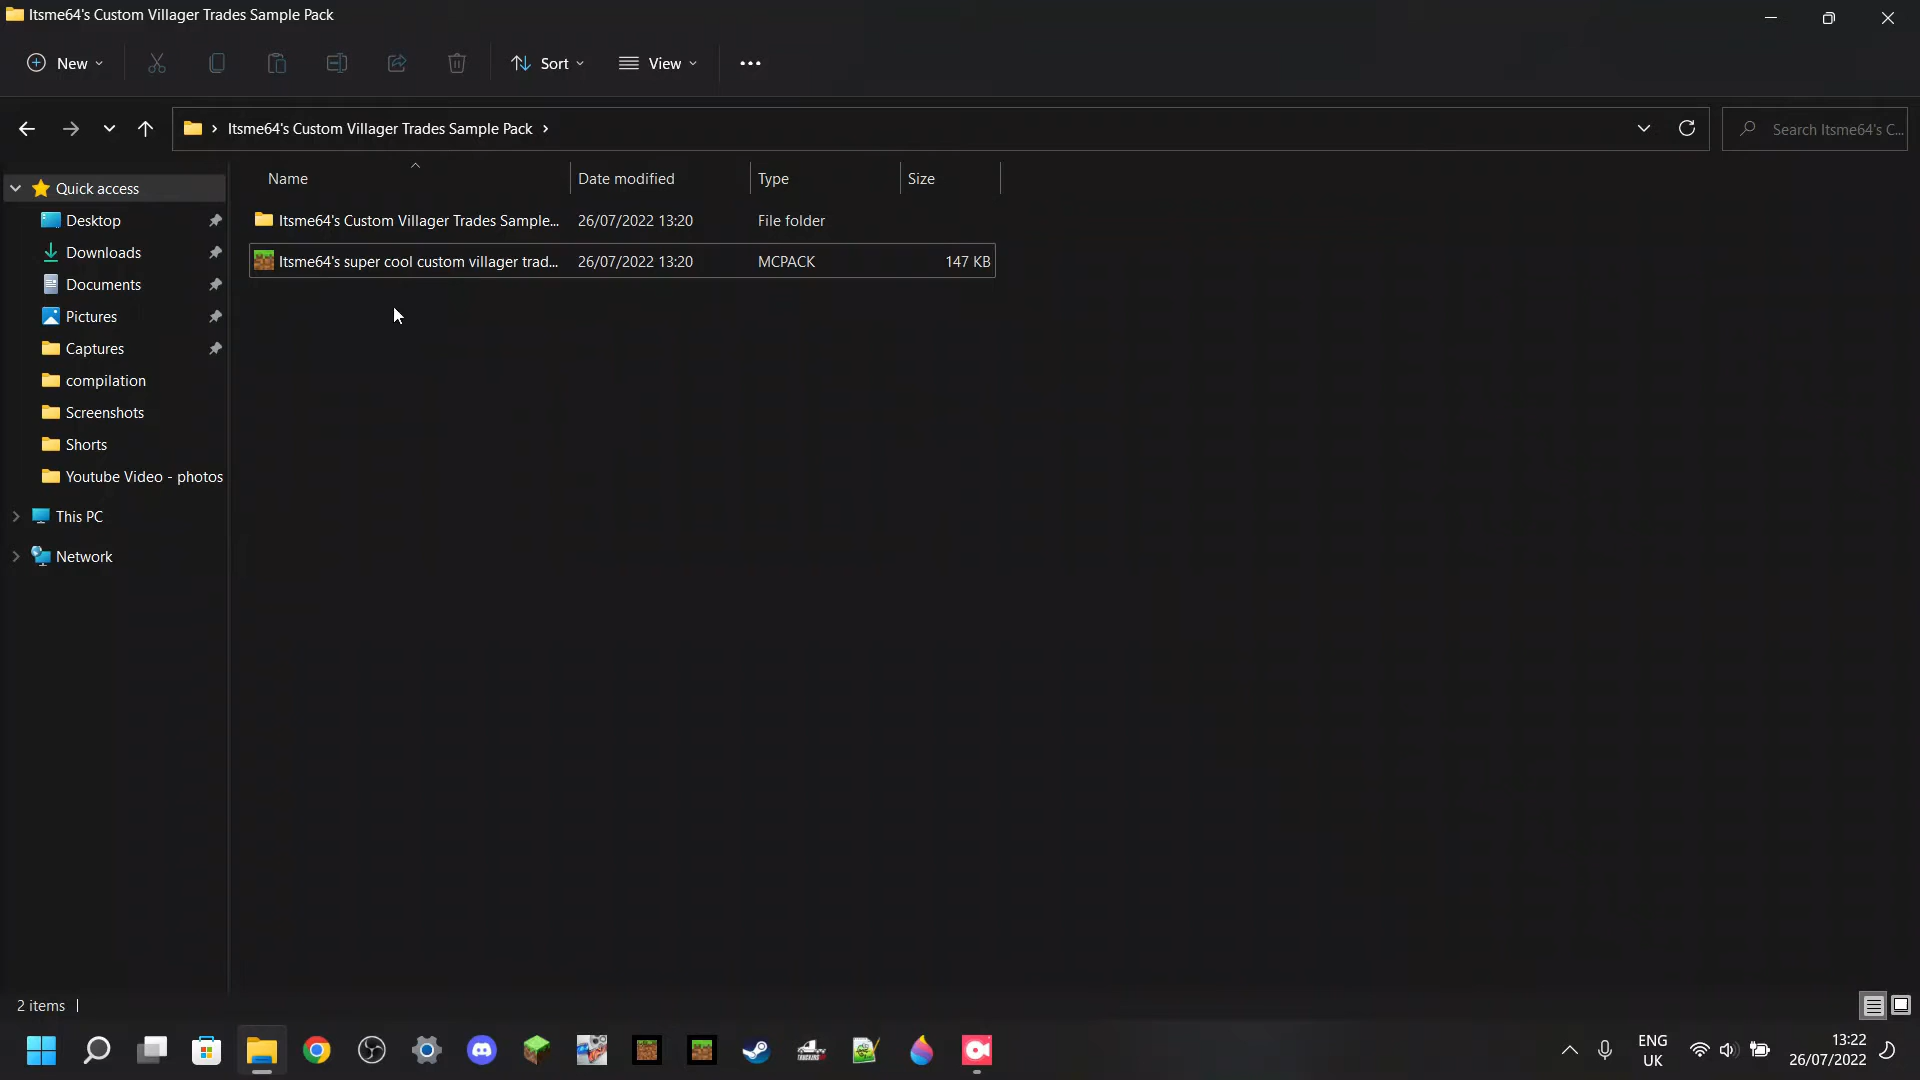 Itsme64's Custom Villager Trades Sample Pack
New
Sort
View
Itsme64's Custom Villager Trades Sample Pack
Search Itsme64's C...
Name
Date modified
Type
Size
Quick access
Desktop
Downloads
Documents
Pictures
Captures
compilation
Screenshots
Shorts
Youtube Video - photos
This PC
Network
Itsme64's Custom Villager Trades Sample... 26/07/2022 13:20 File folder
Itsme64's super cool custom villager trad... 26/07/2022 13:20 MCPACK 147 KB
2 items
ENG
UK
13:22
26/07/2022